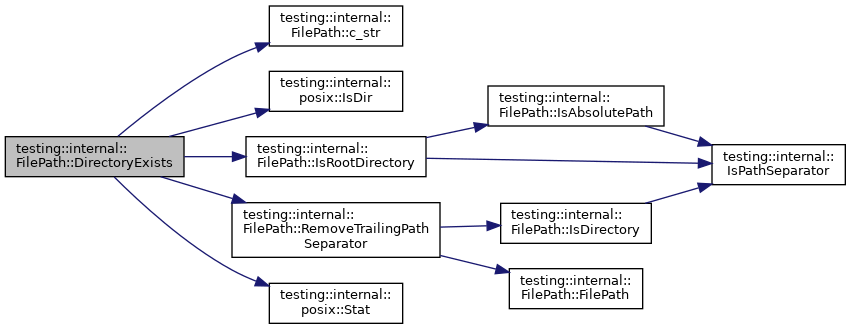 testing::internal::
FilePath::c_str
testing::internal::
posix::IsDir
testing::internal::
FilePath::IsAbsolutePath
testing::internal::
FilePath::DirectoryExists
testing::internal::
FilePath::IsRootDirectory
testing::internal::
IsPathSeparator
testing::internal::
FilePath::RemoveTrailingPath
Separator
testing::internal::
FilePath::IsDirectory
testing::internal::
FilePath::FilePath
testing::internal::
posix::Stat